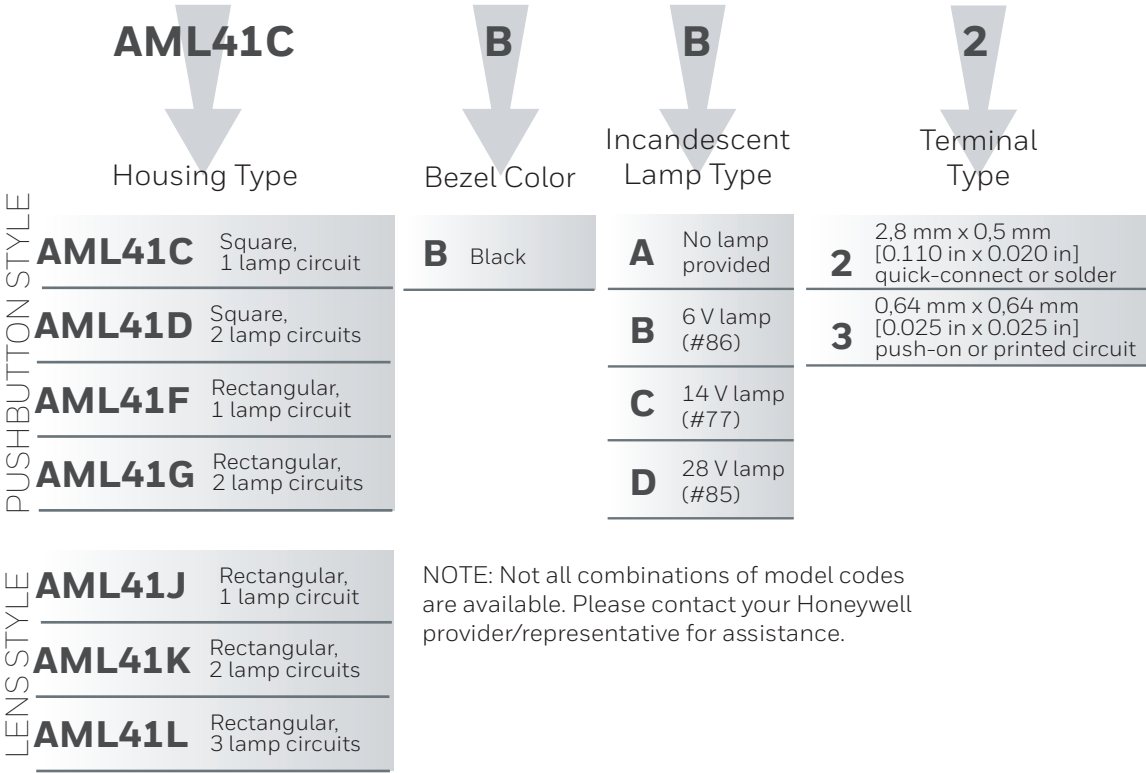 AML41C B B 2
Housing Type
Bezel Color
Incandescent
Lamp Type
Terminal
Type
PUSHBUTTON STYLE
AML41C Square,
1 lamp circuit
AML41D Square,
2 lamp circuits
AML41F Rectangular,
1 lamp circuit
AML41G Rectangular,
2 lamp circuits
B Black
A No lamp
provided
B 6 V lamp
(#86)
C 14 V lamp
(#77)
D 28 V lamp
(#85)
2 2,8 mm x 0,5 mm
[0.110 in x 0.020 in]
quick-connect or solder
3 0,64 mm x 0,64 mm
[0.025 in x 0.025 in]
push-on or printed circuit
LENS STYLE
AML41J Rectangular,
1 lamp circuit
AML41K Rectangular,
2 lamp circuits
AML41L Rectangular,
3 lamp circuits
NOTE: Not all combinations of model codes
are available. Please contact your Honeywell
provider/representative for assistance.